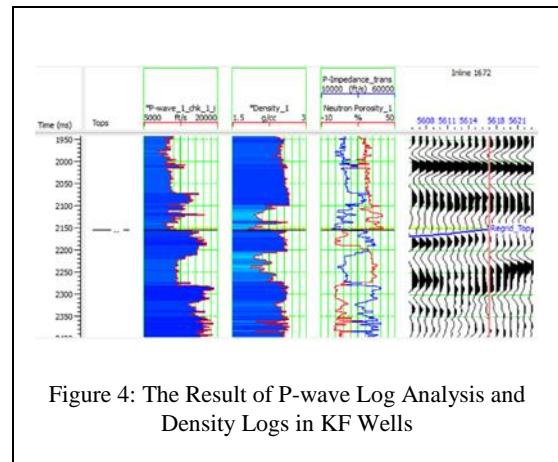 Inline 1672
P-Impedance_trans
10000 (ft/s) 60000
*P-wave_1_chk_1_
*Density_1
Neutron Porosity_1
Time (ms)
Tops
5000 ft/s 20000
1.5 g/cc 3
-10 % 50
5608 5611 5614 5618 5621
1950
2000
2050
2100
2150
Regrid_Top
2200
2250
2300
2350
Figure 4: The Result of P-wave Log Analysis and
Density Logs in KF Wells